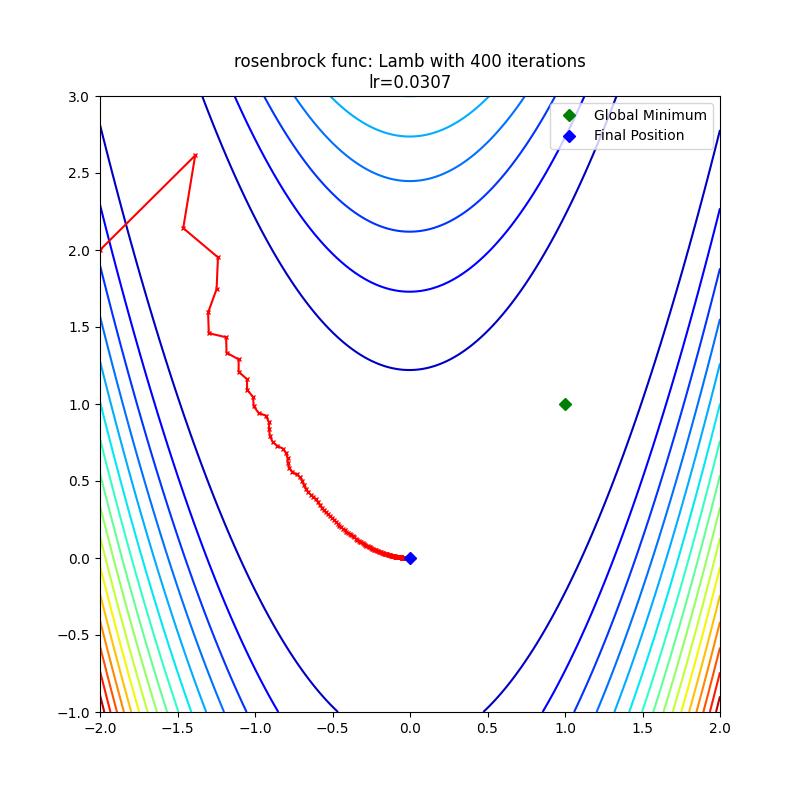 rosenbrock func: Lamb with 400 iterations
lr=0.0307
Global Minimum
Final Position
3.0
2.5
2.0
1.5
1.0
0.5
0.0
−0.5
−1.0
−2.0 −1.5 −1.0 −0.5 0.0 0.5 1.0 1.5 2.0